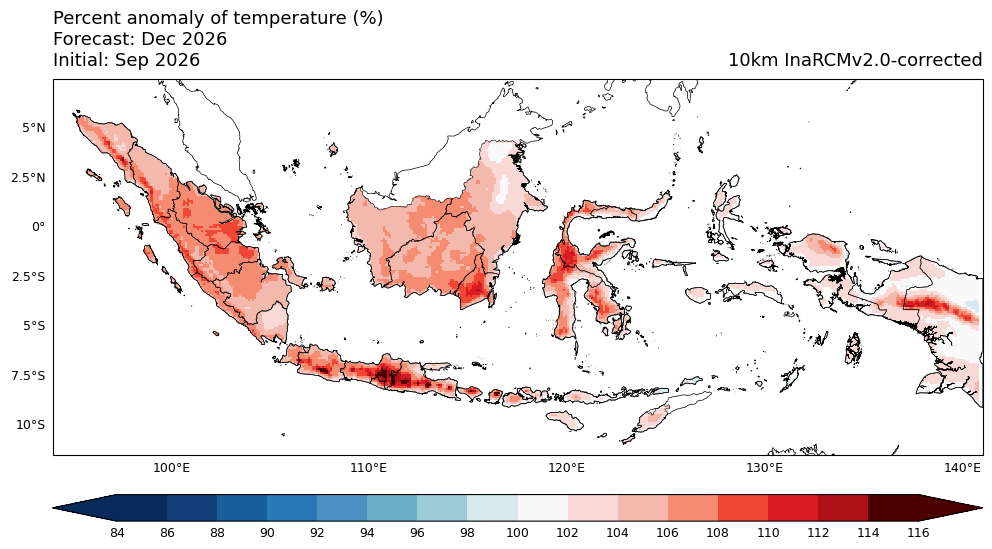 Percent anomaly of temperature (%)
Forecast: Dec 2026
Initial: Sep 2026
10km InaRCMv2.0-corrected
5°N
2.5°N
0°
2.5°S
5°S
7.5°S
10°S
100°E 110°E 120°E 130°E 140°E
84 86 88 90 92 94 96 98 100 102 104 106 108 110 112 114 116